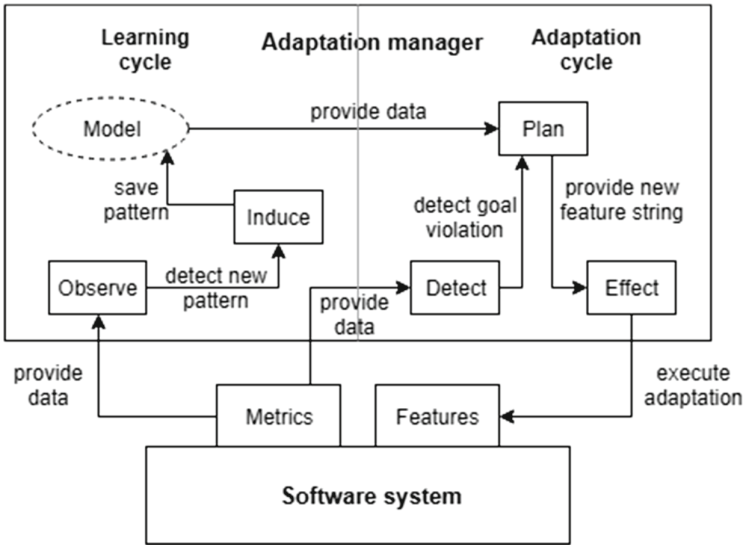 Learning
cycle
Adaptation manager
Adaptation
cycle
Model
provide data
Plan
save
pattern
Induce
detect goal
violation
provide new
feature string
Observe
detect new
pattern
provide
data
Detect
Effect
provide
data
Metrics
Features
execute
adaptation
Software system